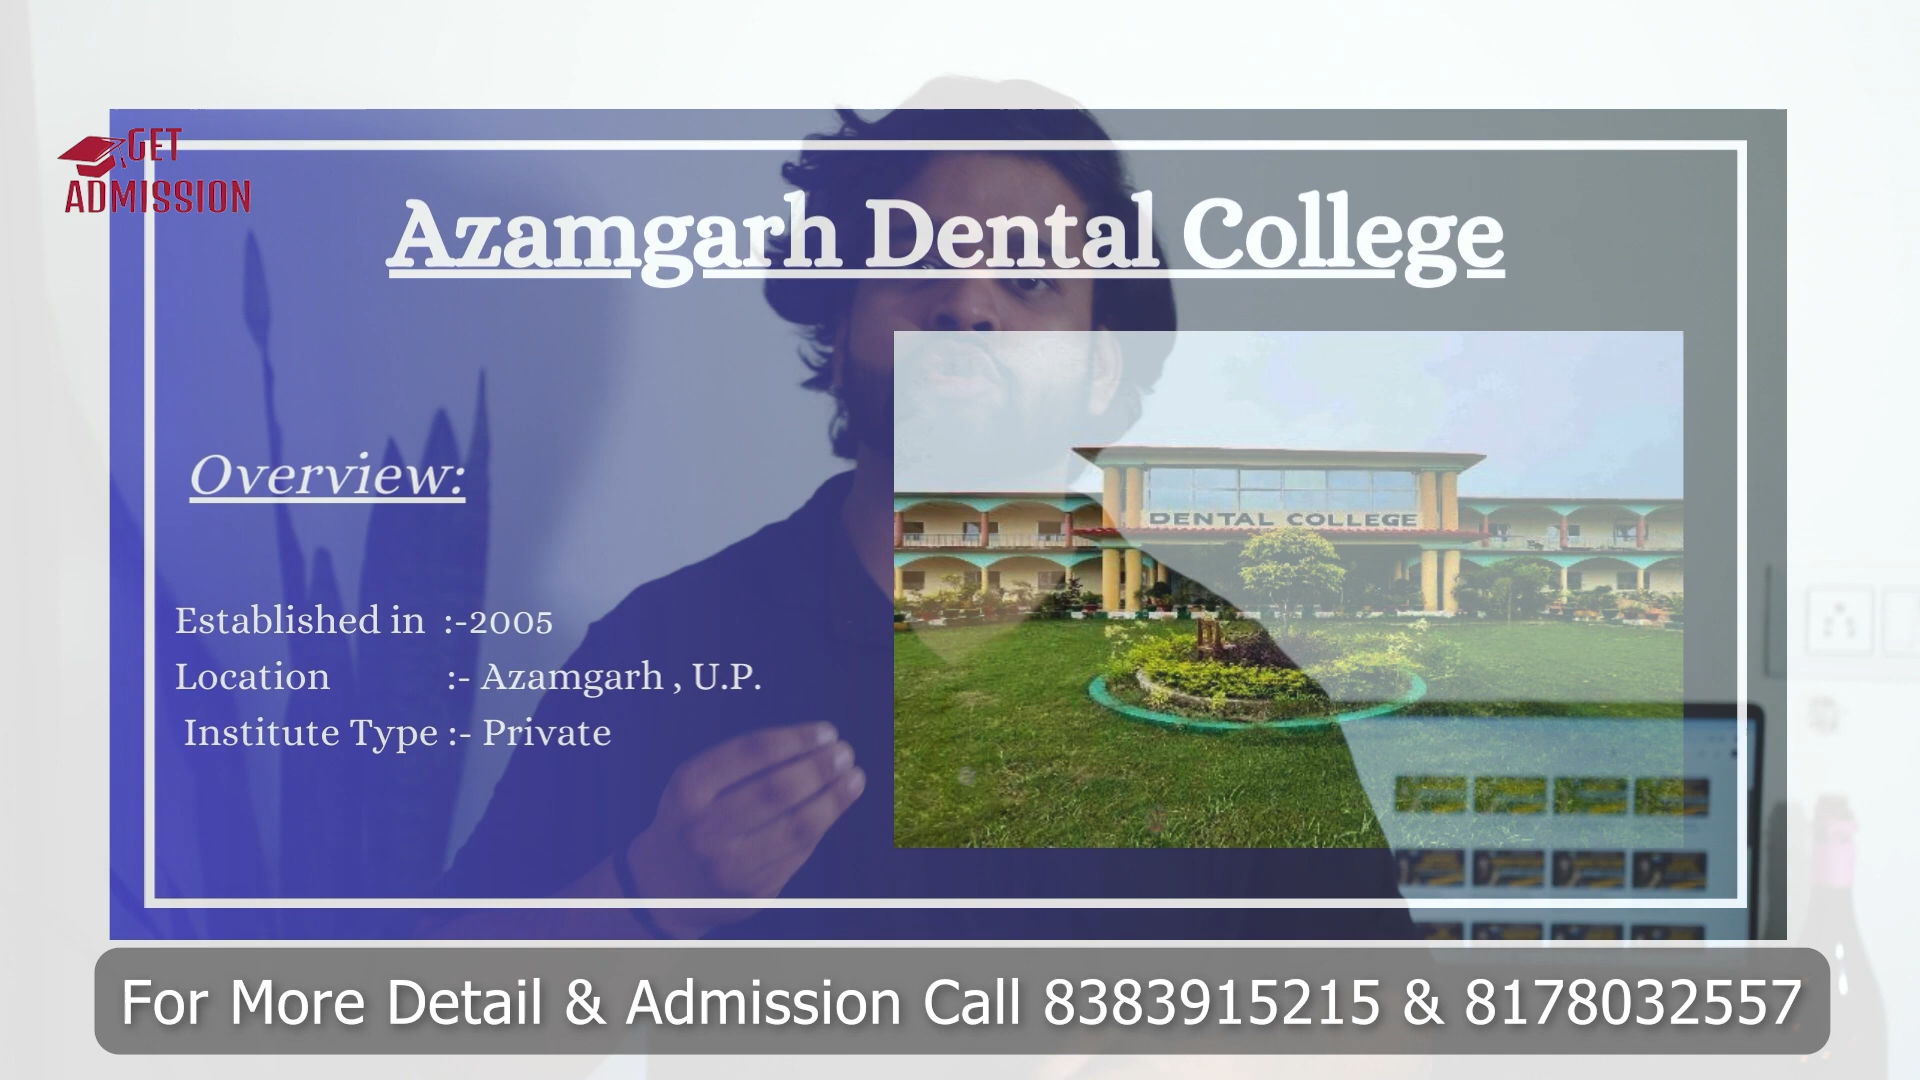 GET
ADMISSION
Azamgarh Dental College
Overview:
DENTAL COLLEGE
Established in :-2005
Location :- Azamgarh , U.P.
Institute Type :- Private
For More Detail & Admission Call 8383915215 & 8178032557